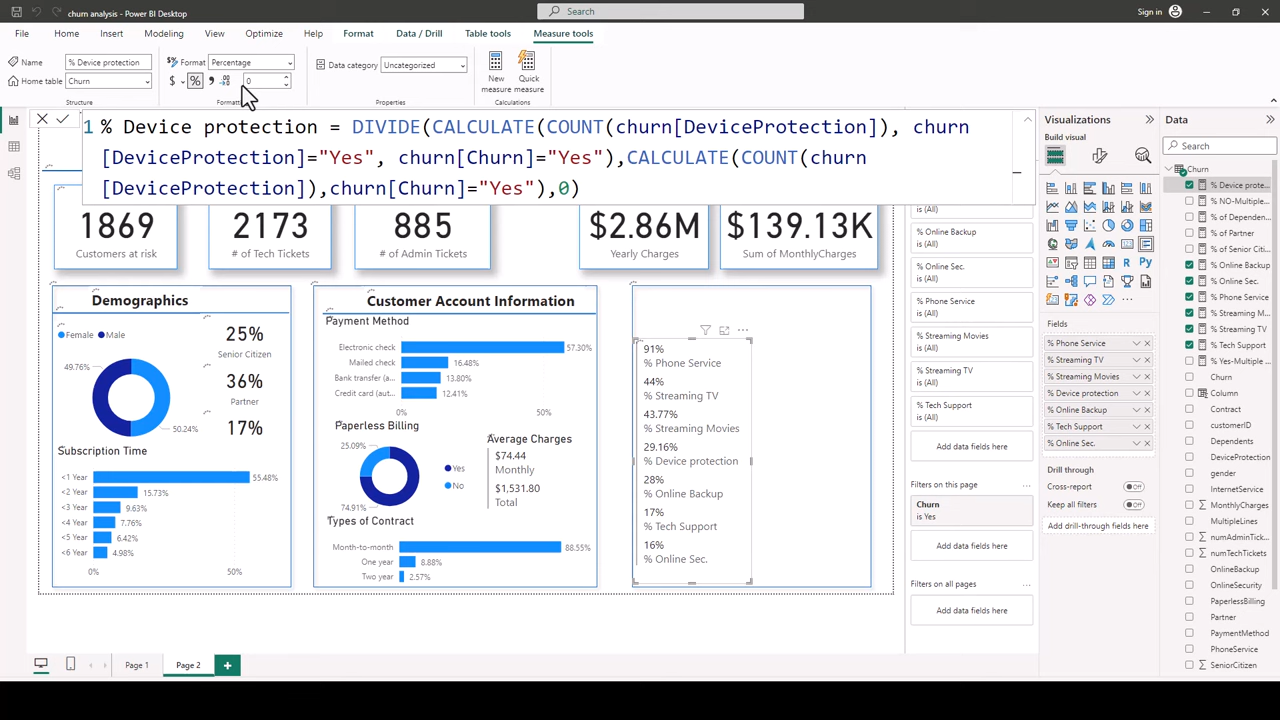 churn analysis - Power BI Desktop
Search
Sign in
File
Home
Insert
Modeling
View
Optimize
Help
Format
Data / Drill
Table tools
Measure tools
Name
% Device protection
Home table
Churn
Structure
Format
Percentage
$
%
0
Data category
Uncategorized
Properties
New measure
Quick measure
Calculations
1 % Device protection = DIVIDE(CALCULATE(COUNT(churn[DeviceProtection]), churn
[DeviceProtection]="Yes", churn[Churn]="Yes"),CALCULATE(COUNT(churn
[DeviceProtection]),churn[Churn]="Yes"),0)
1869
Customers at risk
2173
# of Tech Tickets
885
# of Admin Tickets
$2.86M
Yearly Charges
$139.13K
Sum of MonthlyCharges
Demographics
Female
Male
49.76%
50.24%
25%
Senior Citizen
36%
Partner
17%
Subscription Time
<1 Year 55.48%
<2 Year 15.73%
<3 Year 9.63%
<4 Year 7.76%
<5 Year 6.42%
<6 Year 4.98%
0% 50%
Customer Account Information
Payment Method
Electronic check 57.30%
Mailed check 16.48%
Bank transfer (a... 13.80%
Credit card (aut... 12.41%
0% 50%
Paperless Billing
25.09%
74.91%
Yes
No
Average Charges
$74.44
Monthly
$1,531.80
Total
Types of Contract
Month-to-month 88.55%
One year 8.88%
Two year 2.57%
91%
% Phone Service
44%
% Streaming TV
43.77%
% Streaming Movies
29.16%
% Device protection
28%
% Online Backup
17%
% Tech Support
16%
% Online Sec.
is (All)
% Online Backup
is (All)
% Online Sec.
is (All)
% Phone Service
is (All)
% Streaming Movies
is (All)
% Streaming TV
is (All)
% Tech Support
is (All)
Add data fields here
Filters on this page
Churn
is Yes
Add data fields here
Filters on all pages
Add data fields here
Visualizations
Build visual
R
Py
Fields
% Phone Service
% Streaming TV
% Streaming Movies
% Device protection
% Online Backup
% Tech Support
% Online Sec.
Drill through
Cross-report
Off
Keep all filters
Off
Add drill-through fields here
Data
Search
Churn
% Device prote...
% NO-Multiple...
% of Dependen...
% of Partner
% of Senior Citi...
% Online Backup
% Online Sec.
% Phone Service
% Streaming M...
% Streaming TV
% Tech Support
% Yes-Multiple ...
Churn
Column
Contract
customerID
Dependents
DeviceProtection
gender
InternetService
MonthlyCharges
MultipleLines
numAdminTick...
numTechTickets
OnlineBackup
OnlineSecurity
PaperlessBilling
Partner
PaymentMethod
PhoneService
SeniorCitizen
Page 1
Page 2